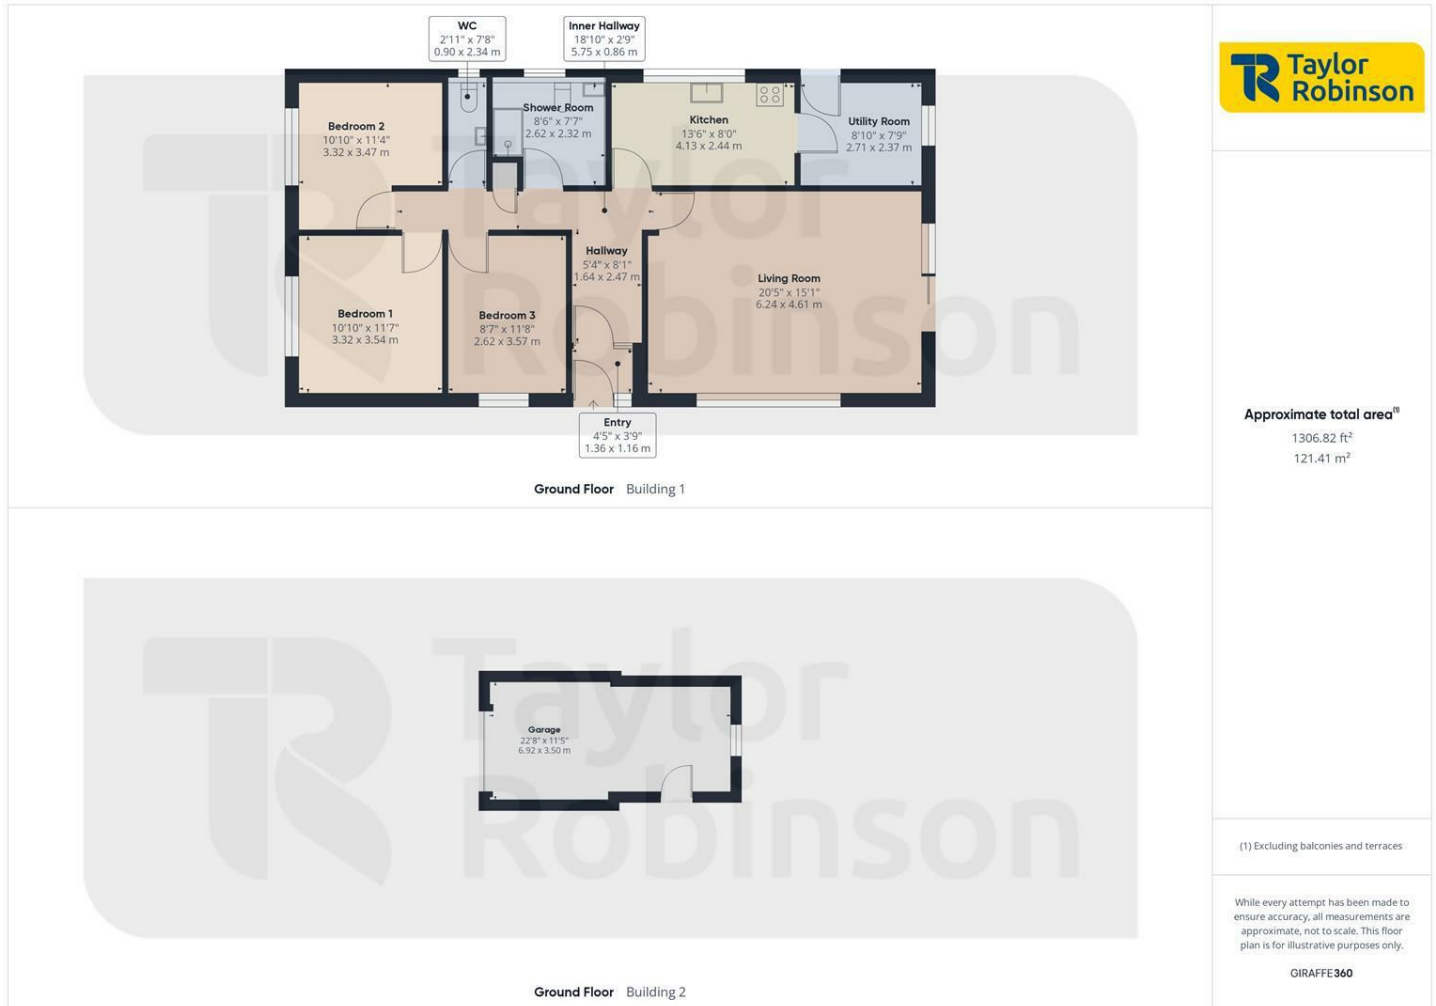 WC
2'11" x 7'8"
0.90 x 2.34 m
Inner Hallway
18'10" x 2'9"
5.75 x 0.86 m
Bedroom 2
10'10" x 11'4"
3.32 x 3.47 m
Shower Room
8'6" x 7'7"
2.62 x 2.32 m
Kitchen
13'6" x 8'0"
4.13 x 2.44 m
Utility Room
8'10" x 7'9"
2.71 x 2.37 m
Hallway
5'4" x 8'1"
1.64 x 2.47 m
Living Room
20'5" x 15'1"
6.24 x 4.61 m
Bedroom 1
10'10" x 11'7"
3.32 x 3.54 m
Bedroom 3
8'7" x 11'8"
2.62 x 3.57 m
Entry
4'5" x 3'9"
1.36 x 1.16 m
Taylor
Robinson
Ground Floor Building 1
Garage
22'8" x 11'5"
6.92 x 3.50 m
Taylor
Robinson
Ground Floor Building 2
TR Taylor
Robinson
Approximate total area⁽¹⁾
1306.82 ft²
121.41 m²
(1) Excluding balconies and terraces
While every attempt has been made to
ensure accuracy, all measurements are
approximate, not to scale. This floor
plan is for illustrative purposes only.
GIRAFFE360